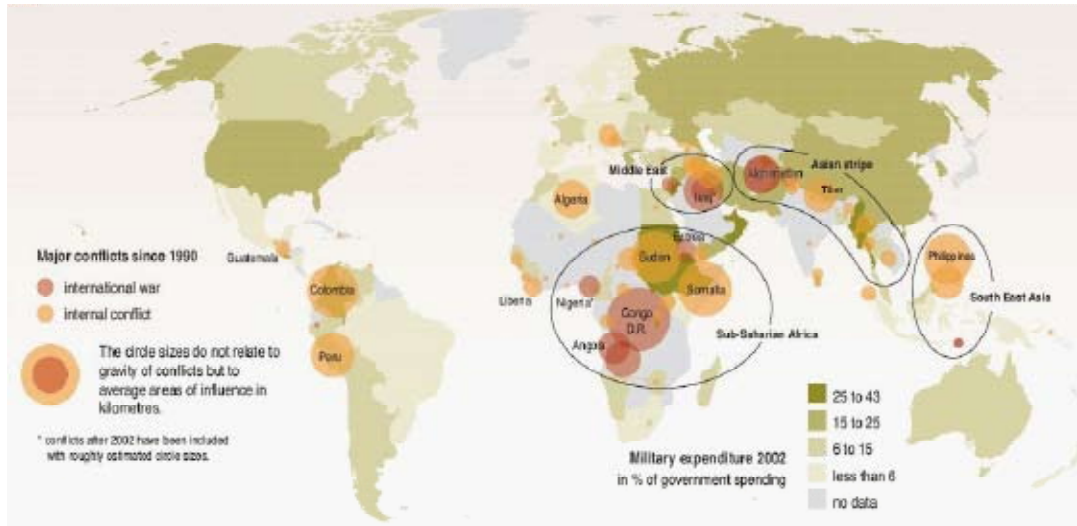 Middle East
Asian stripe
Afghanistan
Tibet
Iraq*
Algeria
Eritrea
Sudan
Guatemala
Philippines
Major conflicts since 1990
international war
internal conflict
Colombia
Somalia
Liberia
Nigeria*
South East Asia
Congo
D.R.
Sub-Saharian Africa
Angola
Peru
The circle sizes do not relate to
gravity of conflicts but to
average areas of influence in
kilometres.
* conflicts after 2002 have been included
with roughly estimated circle sizes.
25 to 43
15 to 25
6 to 15
less than 6
no data
Military expenditure 2002
in % of government spending